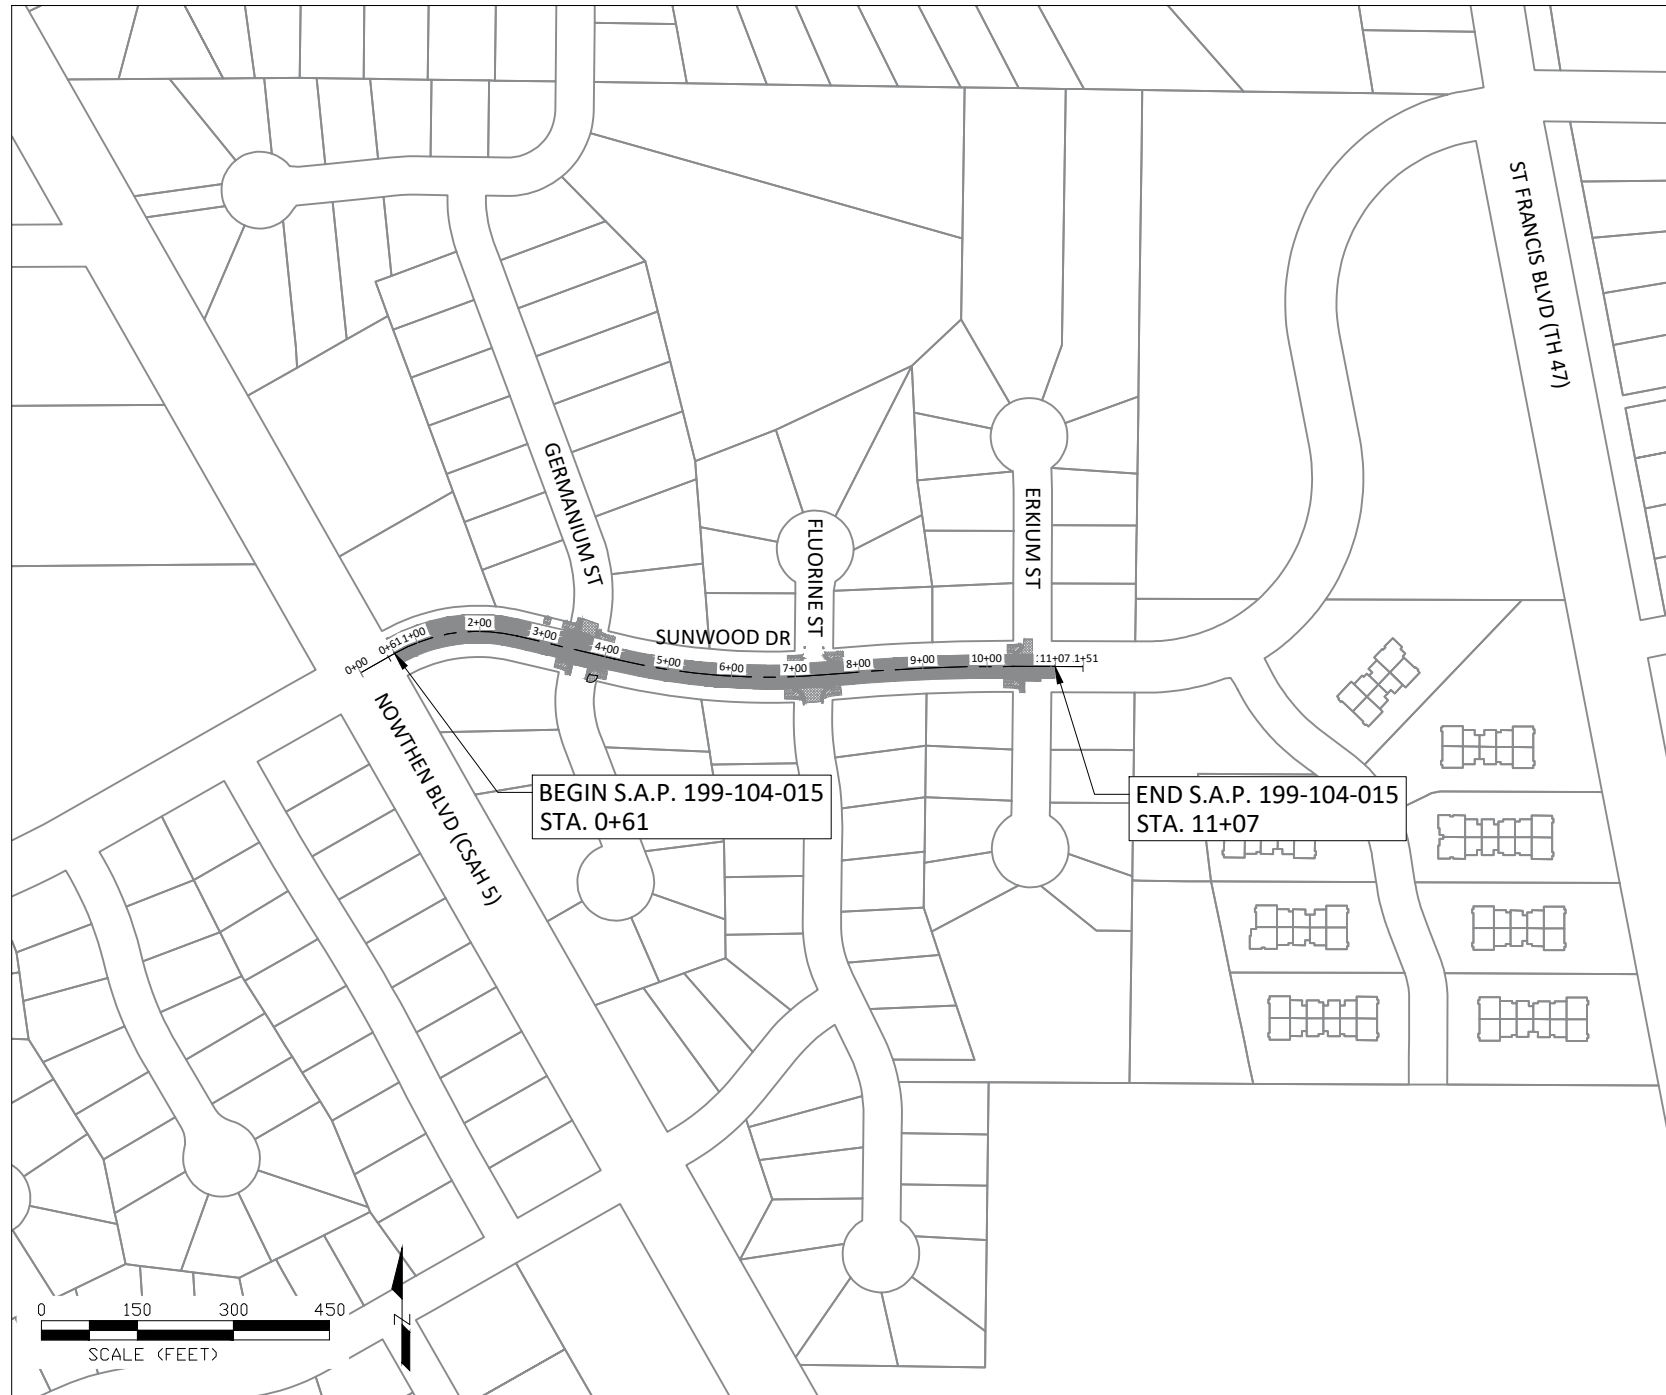 ST FRANCIS BLVD (TH 47)
GERMANIUM ST
FLUORINE ST
ERKIUM ST
SUNWOOD DR
0+00
0+61
1+00
2+00
3+00
4+00
5+00
6+00
7+00
8+00
9+00
10+00
11+07
1+51
NOWTHEN BLVD (CSAH 5)
BEGIN S.A.P. 199-104-015
STA. 0+61
END S.A.P. 199-104-015
STA. 11+07
0 150 300 450
SCALE (FEET)
N